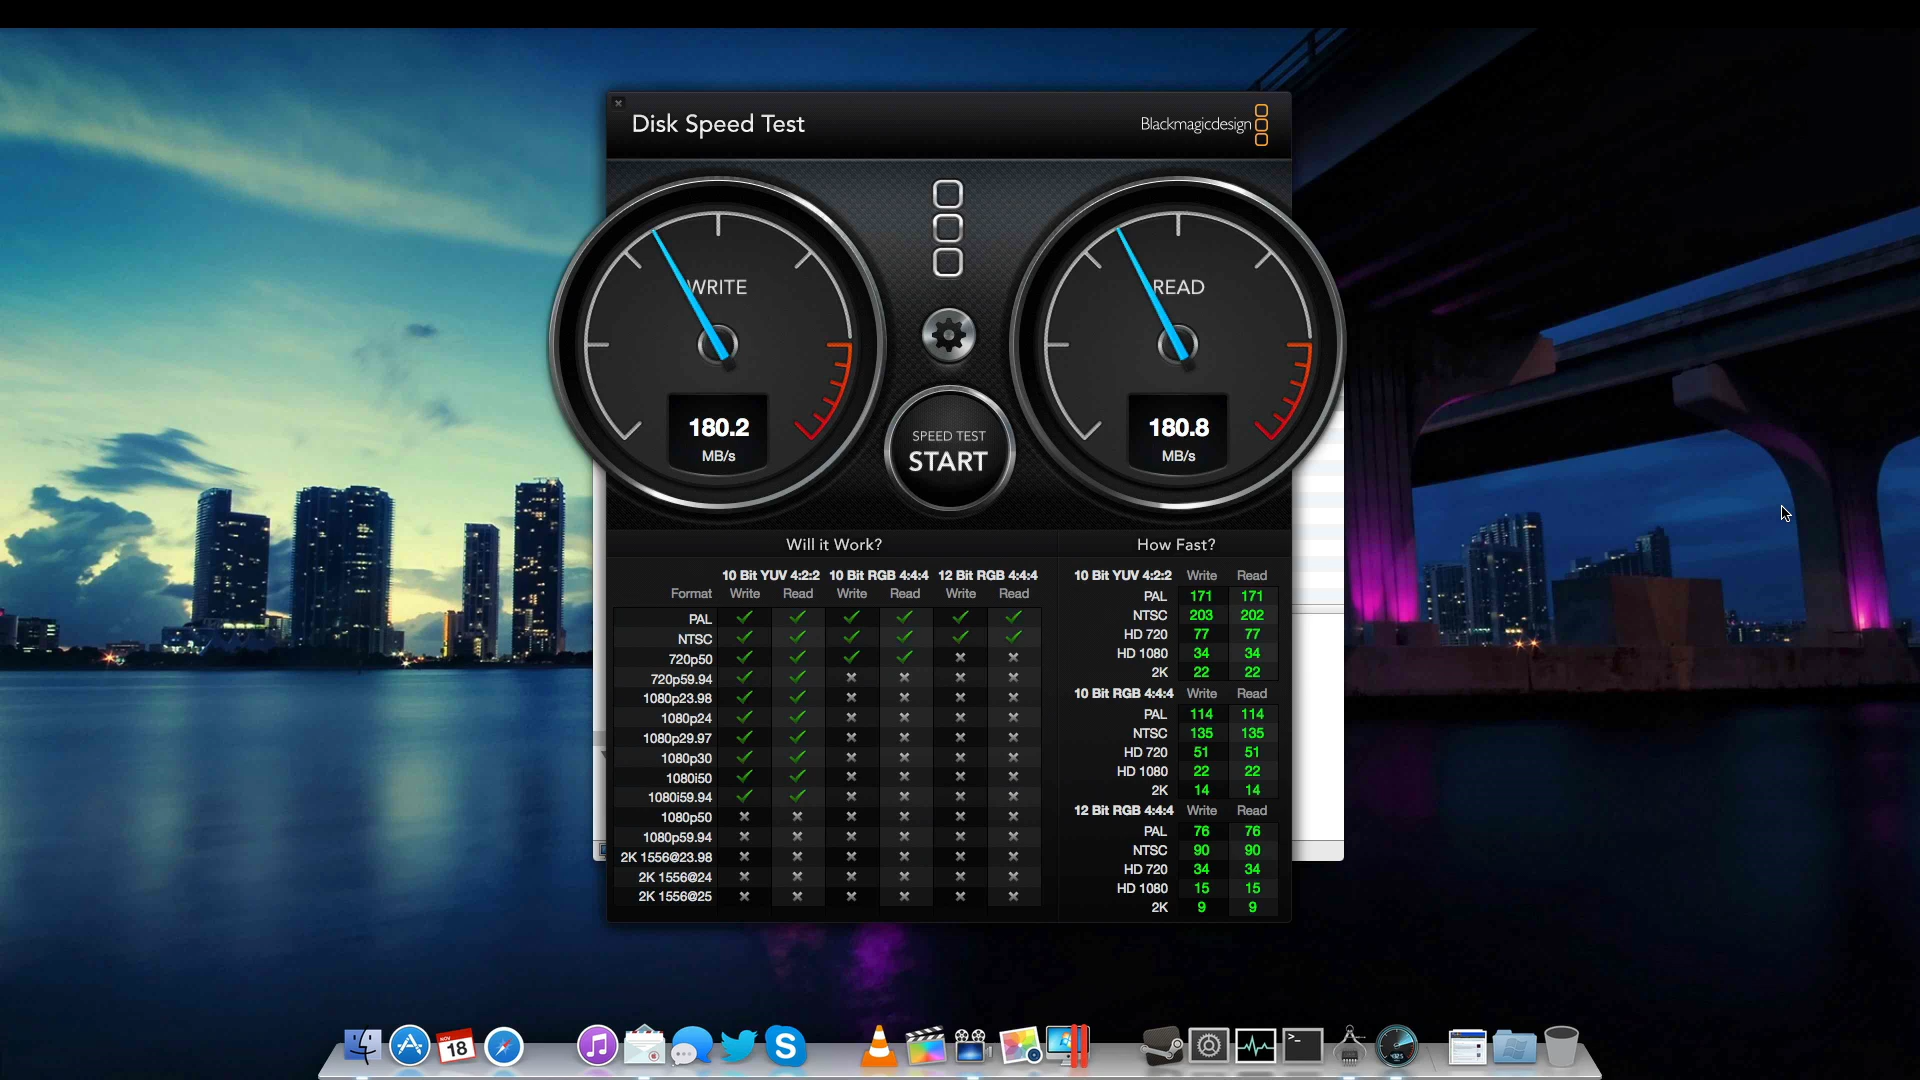 Disk Speed Test
Blackmagicdesign
WRITE
READ
180.2
MB/s
SPEED TEST
START
180.8
MB/s
Will it Work?
How Fast?
10 Bit YUV 4:2:2 10 Bit RGB 4:4:4 12 Bit RGB 4:4:4
Format Write Read Write Read Write Read
PAL
NTSC
720p50
720p59.94
1080p23.98
1080p24
1080p29.97
1080p30
1080i50
1080i59.94
1080p50
1080p59.94
2K 1556@23.98
2K 1556@24
2K 1556@25
10 Bit YUV 4:2:2 Write Read
PAL 171 171
NTSC 203 202
HD 720 77 77
HD 1080 34 34
2K 22 22
10 Bit RGB 4:4:4 Write Read
PAL 114 114
NTSC 135 135
HD 720 51 51
HD 1080 22 22
2K 14 14
12 Bit RGB 4:4:4 Write Read
PAL 76 76
NTSC 90 90
HD 720 34 34
HD 1080 15 15
2K 9 9
NOV
18
S